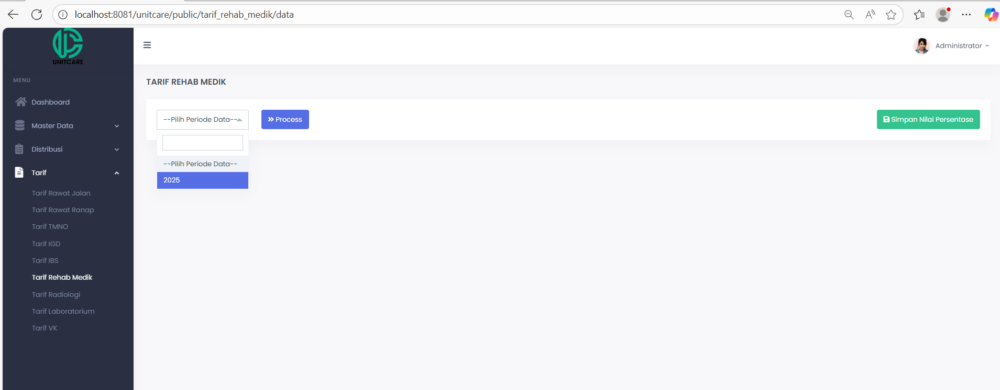 localhost:8081/unitcare/public/tarif_rehab_medik/data
UNITCARE
Administrator
MENU
Dashboard
Master Data
Distribusi
Tarif
Tarif Rawat Jalan
Tarif Rawat Ranap
Tarif TMNO
Tarif IGD
Tarif IBS
Tarif Rehab Medik
Tarif Radiologi
Tarif Laboratorium
Tarif VK
TARIF REHAB MEDIK
--Pilih Periode Data--
Process
Simpan Nilai Persentase
--Pilih Periode Data--
2025